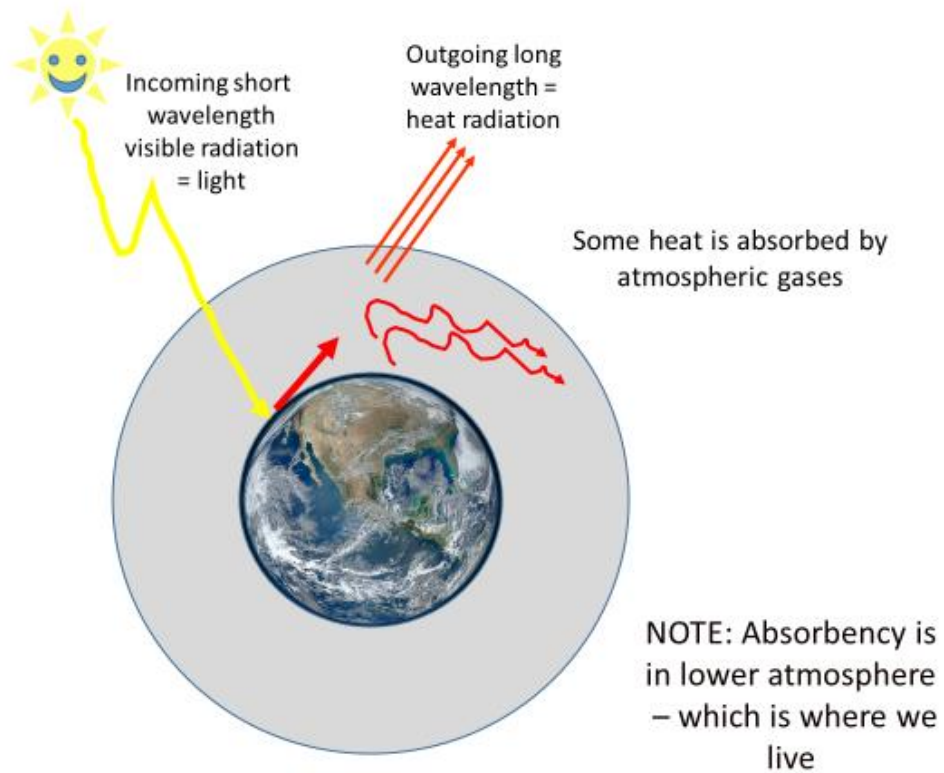 Incoming short
wavelength
visible radiation
= light
Outgoing long
wavelength =
heat radiation
Some heat is absorbed by
atmospheric gases
NOTE: Absorbency is
in lower atmosphere
– which is where we
live